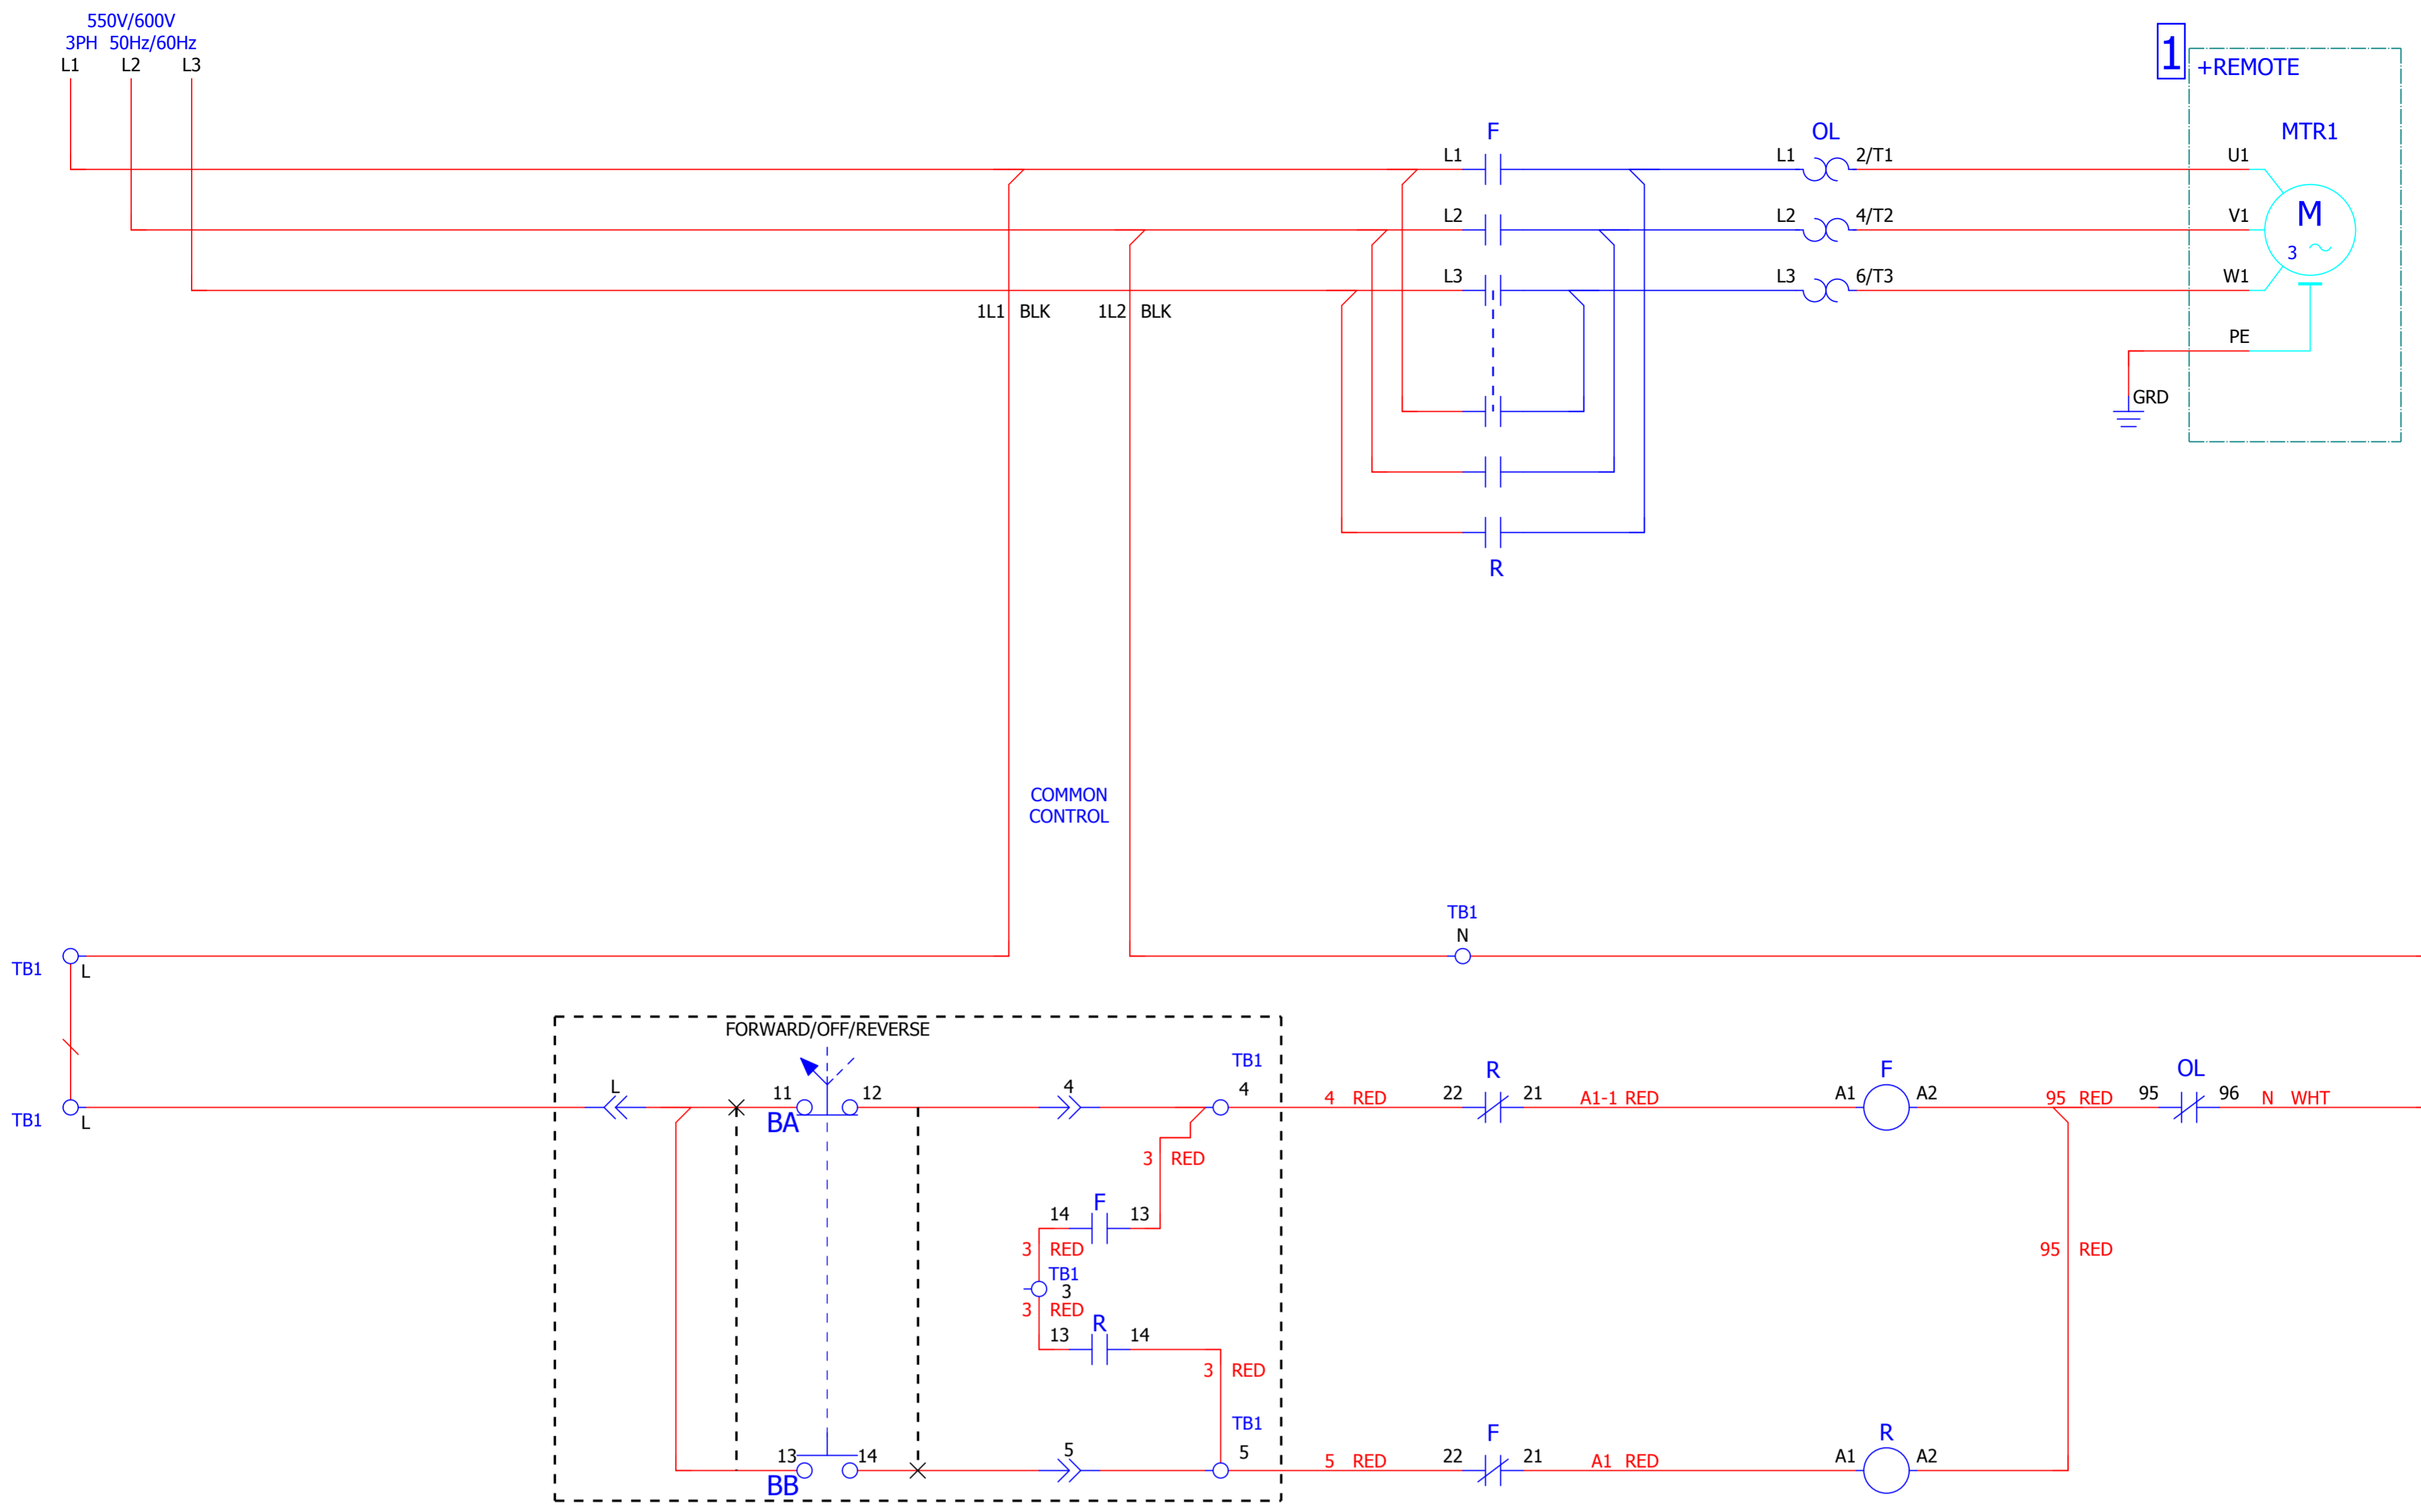 550V/600V
3PH 50Hz/60Hz
L1 L2 L3
1
+REMOTE
F OL MTR1
L1 L1 2/T1 U1
M
L2 L2 4/T2 V1
3
L3 L3 6/T3 W1
1L1 BLK 1L2 BLK
PE
GRD
R
COMMON
CONTROL
TB1
N
TB1 L
FORWARD/OFF/REVERSE
TB1 R F OL
L 11 12 4 4 4 RED 22 21 A1-1 RED A1 A2 95 RED 95 96 N WHT
TB1 L BA
3 RED
F
14 13
3 RED 95 RED
TB1
3
3 RED
R
13 14
3 RED
TB1 F R
13 14 5 5 5 RED 22 21 A1 RED A1 A2
BB